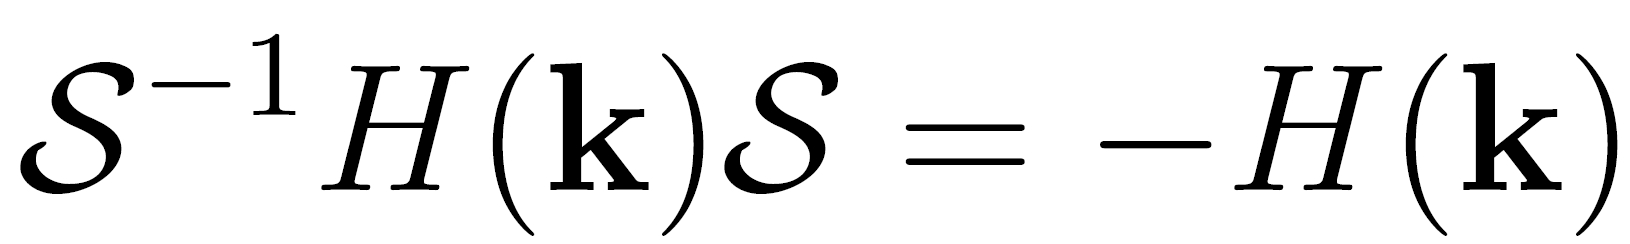 𝒮⁻¹H(𝐤)𝒮 = −H(𝐤)